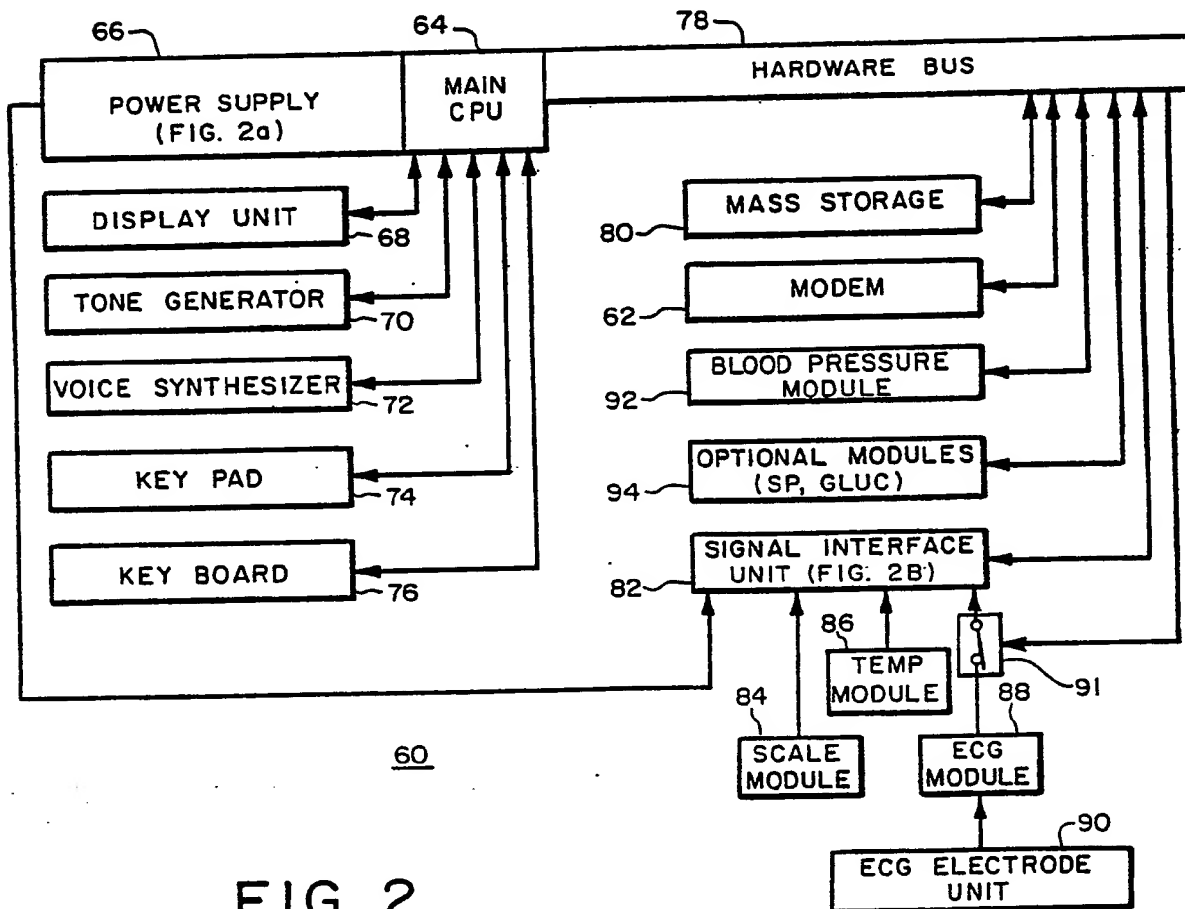 66
64
78
POWER SUPPLY
(FIG. 2a)
MAIN
CPU
HARDWARE BUS
DISPLAY UNIT
68
TONE GENERATOR
70
VOICE SYNTHESIZER
72
KEY PAD
74
KEY BOARD
76
MASS STORAGE
80
MODEM
62
BLOOD PRESSURE
MODULE
92
OPTIONAL MODULES
(SP, GLUC)
94
SIGNAL INTERFACE
UNIT (FIG. 2B)
82
86
TEMP
MODULE
91
84
SCALE
MODULE
88
ECG
MODULE
60
90
ECG ELECTRODE
UNIT
FIG 2